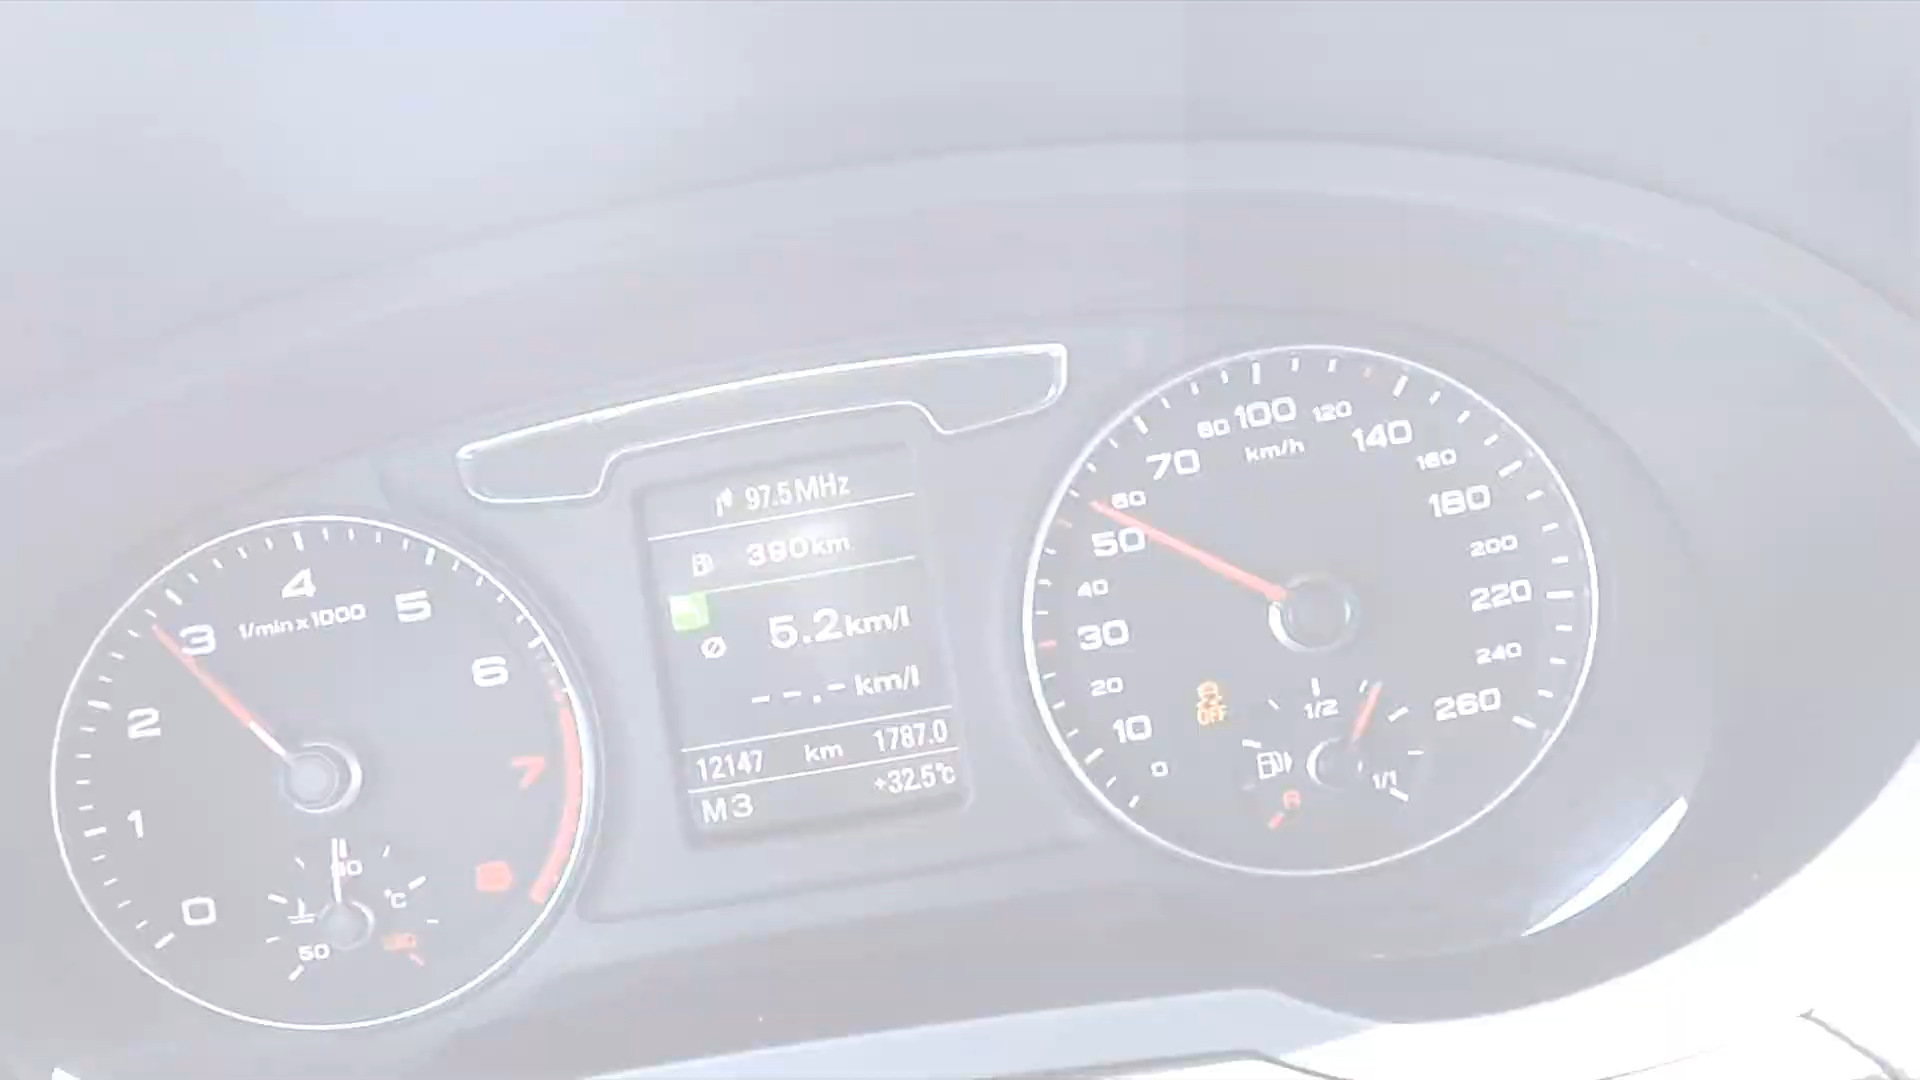 97.5 MHz
380km
5.2 km/l
--.- km/l
12147 km 1787.0
+32.5°C
M3
0
1
2
3
4
5
6
7
8
1/min x 1000
50
90
°C
0
10
20
30
40
50
60
70
80
100
120
140
160
180
200
220
240
260
km/h
OFF
1/2
1/1
R